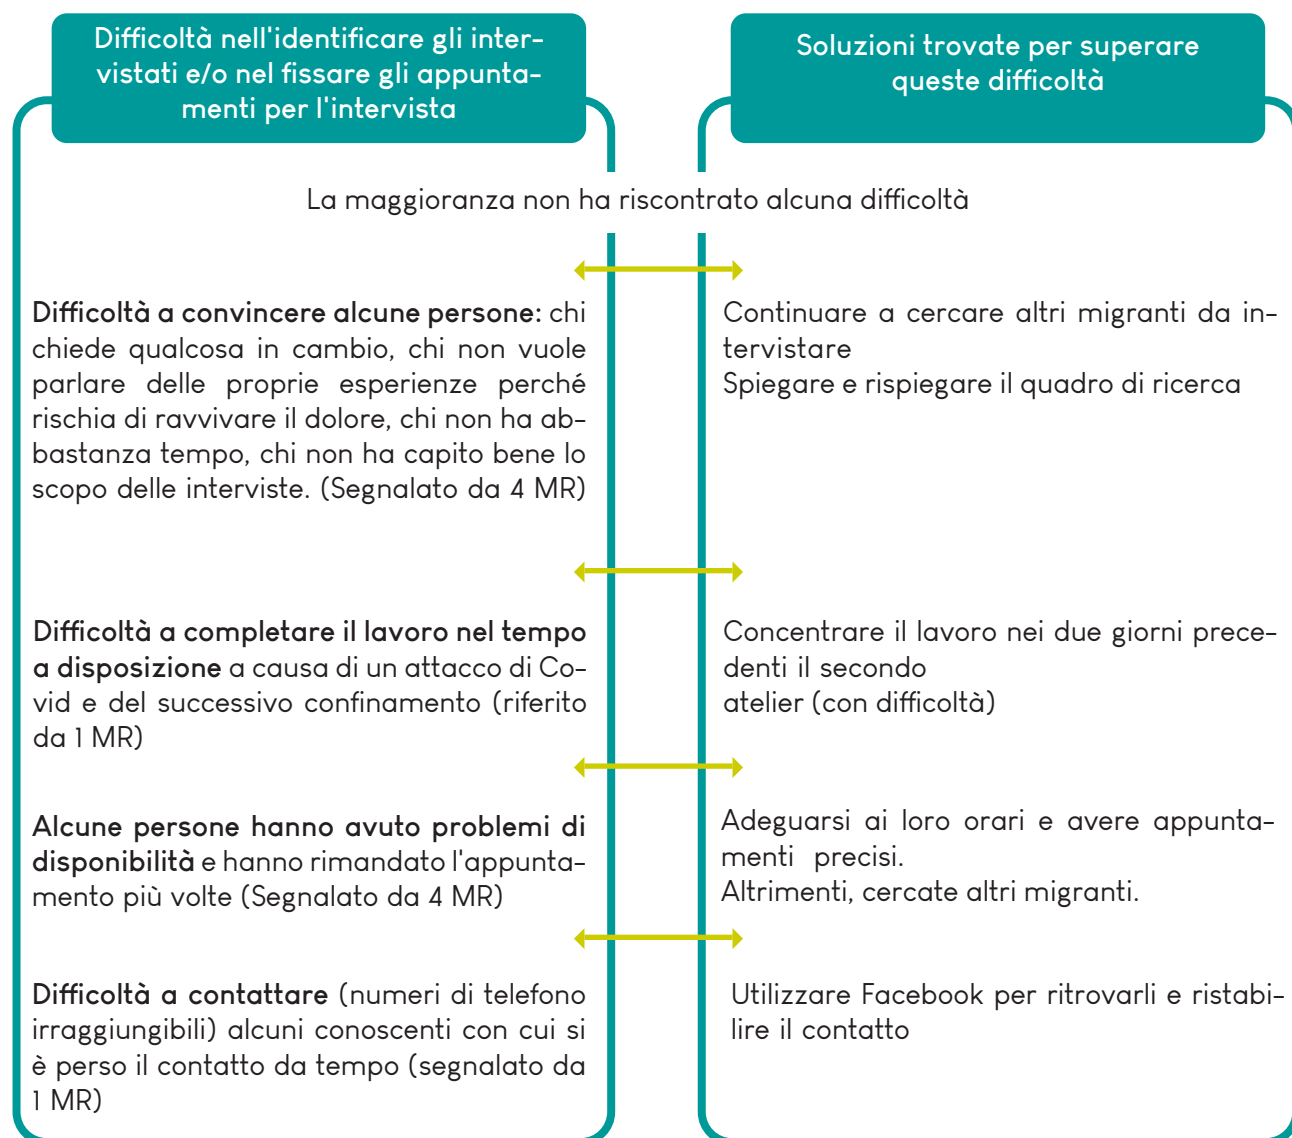 Difficoltà nell'identificare gli inter-
vistati e/o nel fissare gli appunta-
menti per l'intervista
Soluzioni trovate per superare
queste difficoltà
La maggioranza non ha riscontrato alcuna difficoltà
Difficoltà a convincere alcune persone: chi
chiede qualcosa in cambio, chi non vuole
parlare delle proprie esperienze perché
rischia di ravvivare il dolore, chi non ha ab-
bastanza tempo, chi non ha capito bene lo
scopo delle interviste. (Segnalato da 4 MR)
Continuare a cercare altri migranti da in-
tervistare
Spiegare e rispiegare il quadro di ricerca
Difficoltà a completare il lavoro nel tempo
a disposizione a causa di un attacco di Co-
vid e del successivo confinamento (riferito
da 1 MR)
Concentrare il lavoro nei due giorni prece-
denti il secondo
atelier (con difficoltà)
Alcune persone hanno avuto problemi di
disponibilità e hanno rimandato l'appunta-
mento più volte (Segnalato da 4 MR)
Adeguarsi ai loro orari e avere appunta-
menti precisi.
Altrimenti, cercate altri migranti.
Difficoltà a contattare (numeri di telefono
irraggiungibili) alcuni conoscenti con cui si
è perso il contatto da tempo (segnalato da
1 MR)
Utilizzare Facebook per ritrovarli e ristabi-
lire il contatto